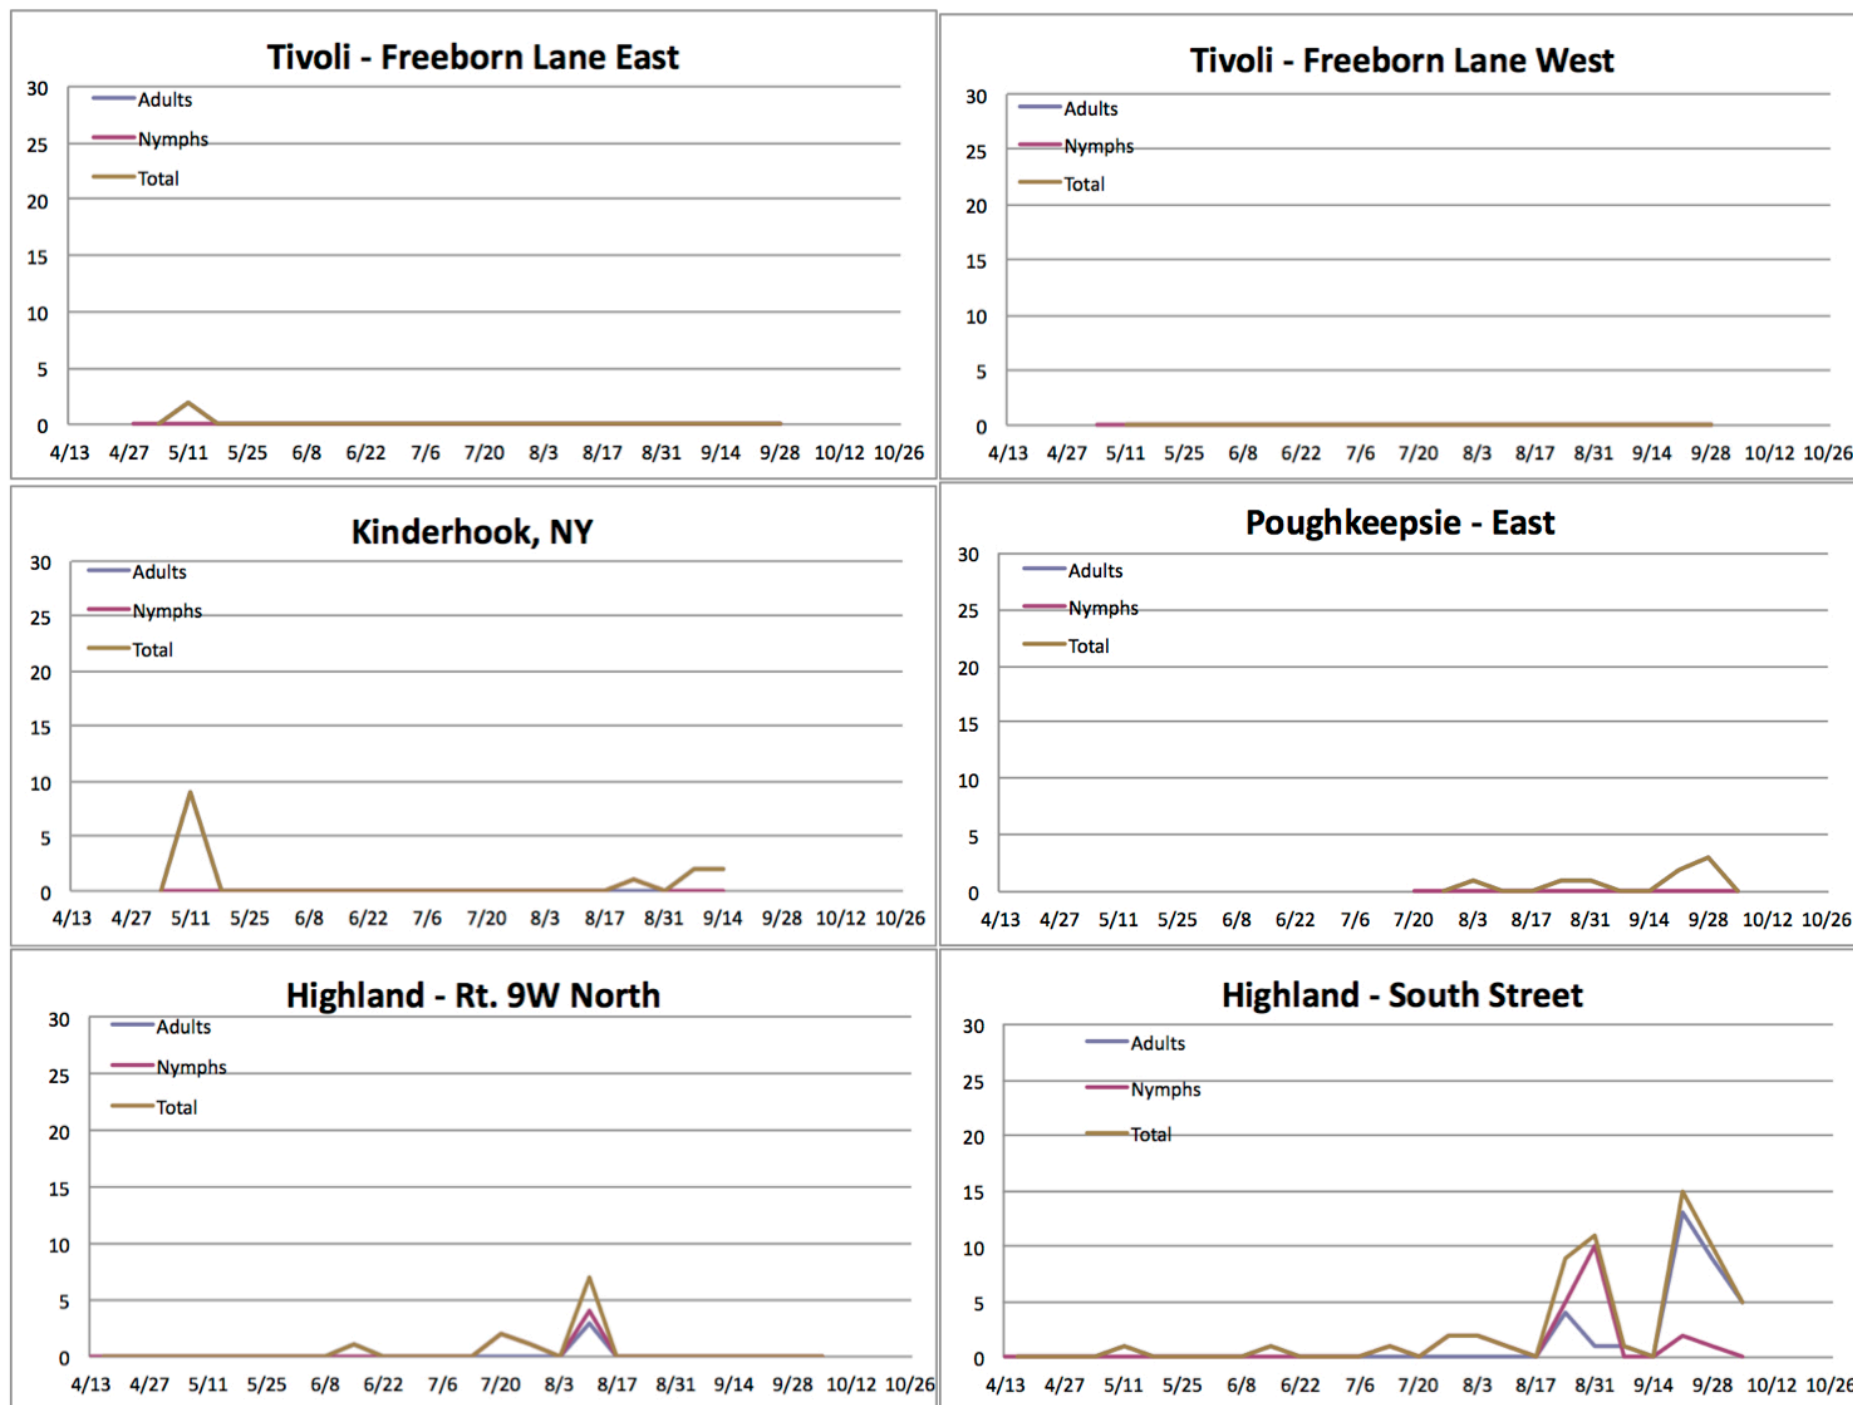 Tivoli - Freeborn Lane East
30
25
20
15
10
5
0
Adults
Nymphs
Total
4/13 4/27 5/11 5/25 6/8 6/22 7/6 7/20 8/3 8/17 8/31 9/14 9/28 10/12 10/26
Tivoli - Freeborn Lane West
30
25
20
15
10
5
0
Adults
Nymphs
Total
4/13 4/27 5/11 5/25 6/8 6/22 7/6 7/20 8/3 8/17 8/31 9/14 9/28 10/12 10/26
Kinderhook, NY
30
25
20
15
10
5
0
Adults
Nymphs
Total
4/13 4/27 5/11 5/25 6/8 6/22 7/6 7/20 8/3 8/17 8/31 9/14 9/28 10/12 10/26
Poughkeepsie - East
30
25
20
15
10
5
0
Adults
Nymphs
Total
4/13 4/27 5/11 5/25 6/8 6/22 7/6 7/20 8/3 8/17 8/31 9/14 9/28 10/12 10/26
Highland - Rt. 9W North
30
25
20
15
10
5
0
Adults
Nymphs
Total
4/13 4/27 5/11 5/25 6/8 6/22 7/6 7/20 8/3 8/17 8/31 9/14 9/28 10/12 10/26
Highland - South Street
30
25
20
15
10
5
0
Adults
Nymphs
Total
4/13 4/27 5/11 5/25 6/8 6/22 7/6 7/20 8/3 8/17 8/31 9/14 9/28 10/12 10/26